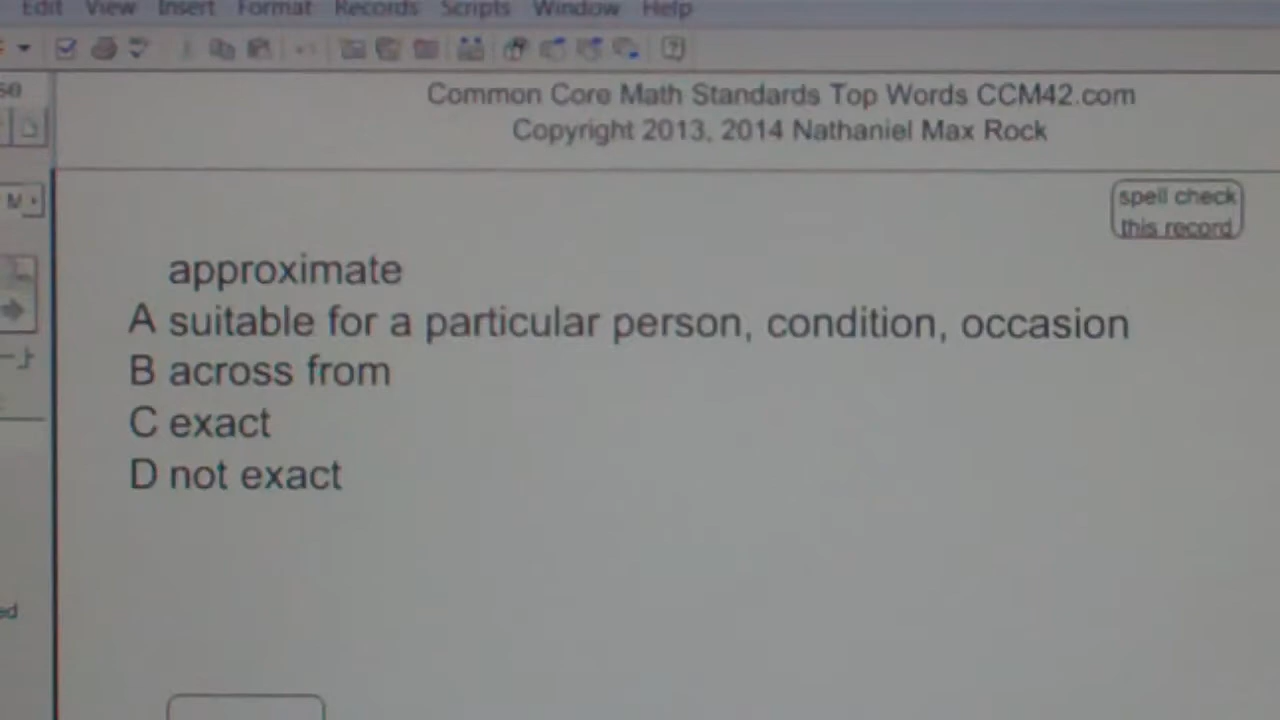 Edit View Insert Format Records Scripts Window Help
Common Core Math Standards Top Words CCM42.com
Copyright 2013, 2014 Nathaniel Max Rock
spell check
this record
approximate
A suitable for a particular person, condition, occasion
B across from
C exact
D not exact